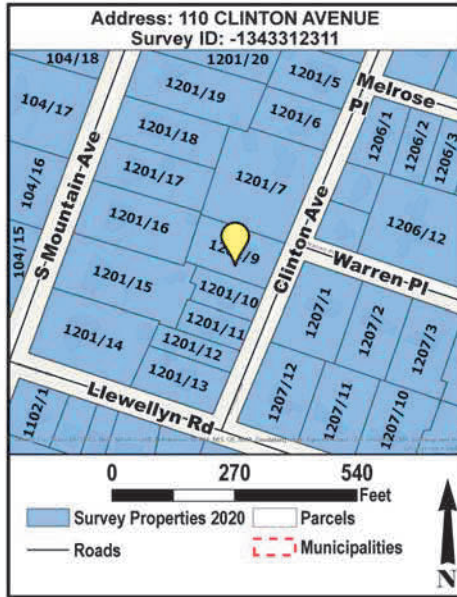 Address: 110 CLINTON AVENUE
Survey ID: -1343312311
104/18
1201/20
1201/5
Melrose Pl
104/17
1201/19
1201/6
1206/1
1206/2
1206/3
1201/18
104/16
1201/17
1201/7
S Mountain Ave
1201/16
1206/12
104/15
Clinton Ave
Warren Pl
1201/15
1201/10
1207/1
1207/2
1207/3
1201/11
1201/14
1201/12
1201/13
1207/12
1207/11
1207/10
1102/1
Llewellyn Rd
0 270 540
Feet
Survey Properties 2020 Parcels
Roads Municipalities
N